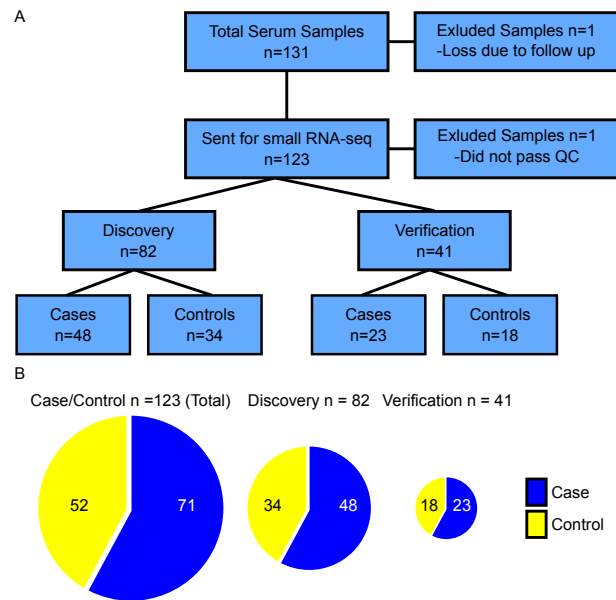 A
Total Serum Samples
n=131
Exluded Samples n=1
-Loss due to follow up
Sent for small RNA-seq
n=123
Exluded Samples n=1
-Did not pass QC
Discovery
n=82
Verification
n=41
Cases
n=48
Controls
n=34
Cases
n=23
Controls
n=18
B
Case/Control n =123 (Total)
Discovery n = 82
Verification n = 41
52
71
34
48
18
23
Case
Control